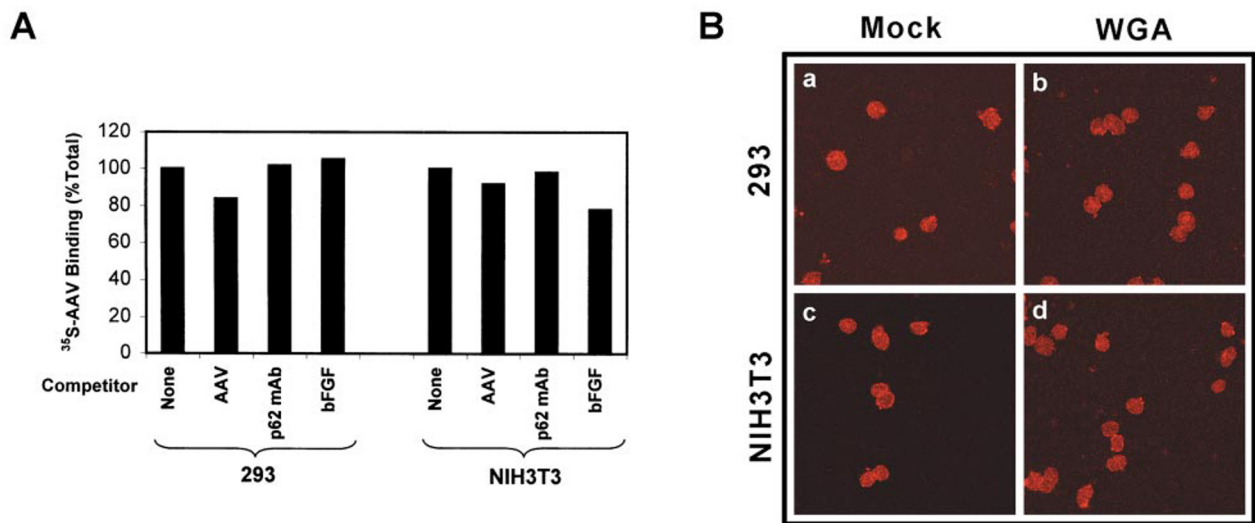 A
³⁵S-AAV Binding (%Total)
120
100
80
60
40
20
0
Competitor
None
AAV
p62 mAb
bFGF
None
AAV
p62 mAb
bFGF
293
NIH3T3
B
Mock
WGA
293
NIH3T3
a
b
c
d